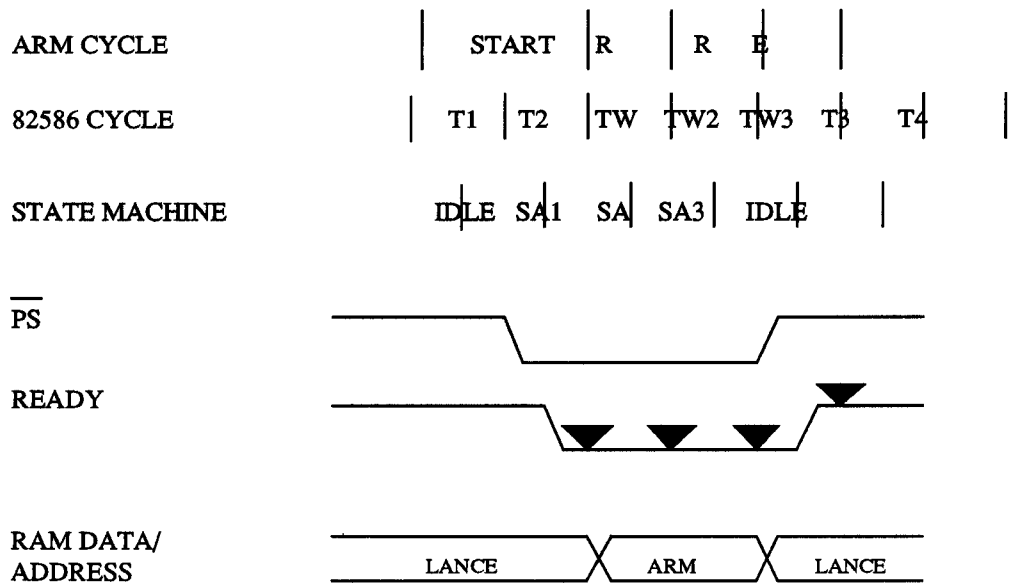 ARM CYCLE START R R E
82586 CYCLE T1 T2 TW TW2 TW3 T3 T4
STATE MACHINE IDLE SA1 SA SA3 IDLE
PS
READY
RAM DATA/
ADDRESS LANCE ARM LANCE